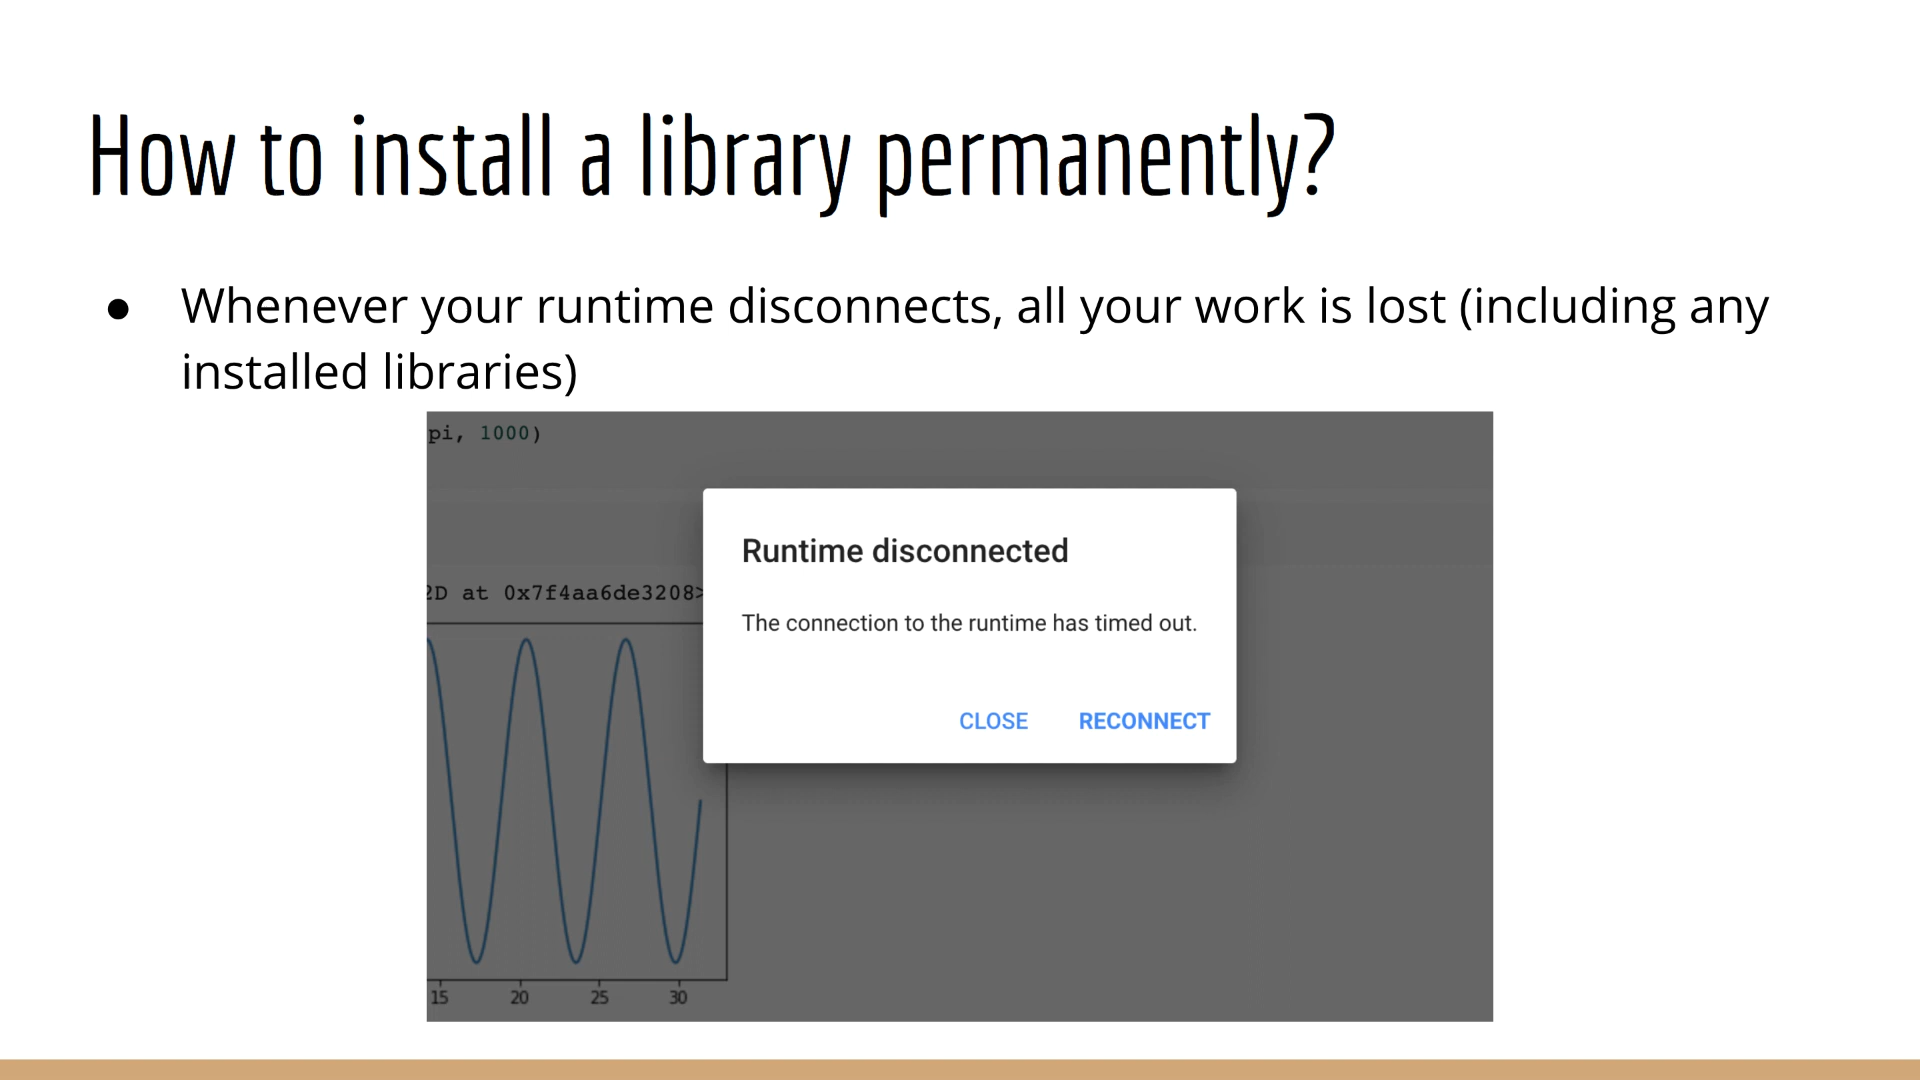 How to install a library permanently?
● Whenever your runtime disconnects, all your work is lost (including any
installed libraries)
pi, 1000)
Runtime disconnected
2D at 0x7f4aa6de3208>
The connection to the runtime has timed out.
CLOSE RECONNECT
15 20 25 30